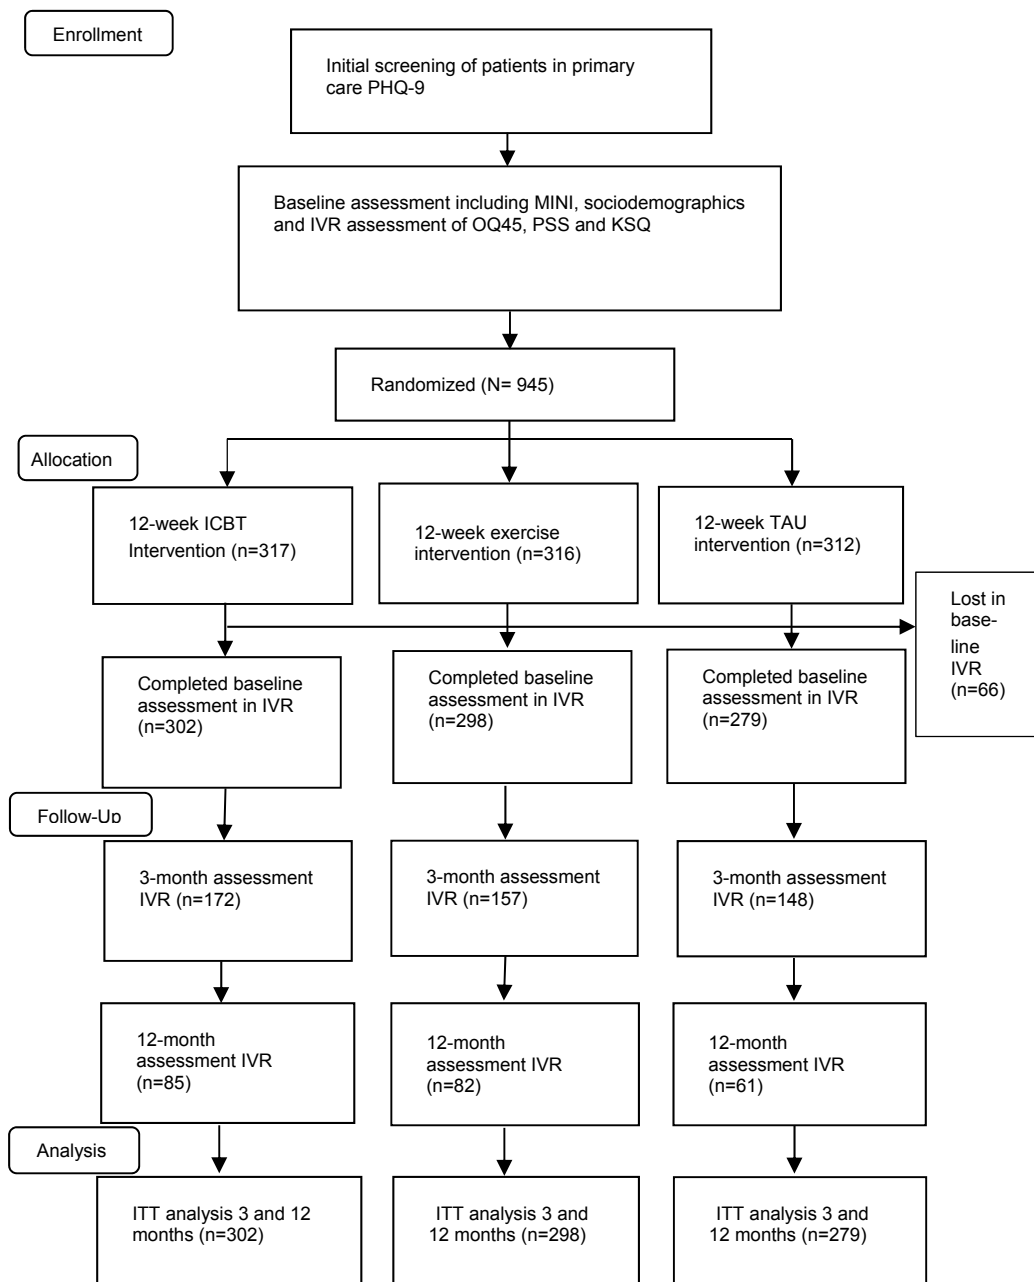 Enrollment
Initial screening of patients in primary
care PHQ-9
Baseline assessment including MINI, sociodemographics
and IVR assessment of OQ45, PSS and KSQ
Randomized (N= 945)
Allocation
12-week ICBT
Intervention (n=317)
12-week exercise
intervention (n=316)
12-week TAU
intervention (n=312)
Lost in
base-
line
IVR
(n=66)
Completed baseline
assessment in IVR
(n=302)
Completed baseline
assessment in IVR
(n=298)
Completed baseline
assessment in IVR
(n=279)
Follow-Up
3-month assessment
IVR (n=172)
3-month assessment
IVR (n=157)
3-month assessment
IVR (n=148)
12-month
assessment IVR
(n=85)
12-month
assessment IVR
(n=82)
12-month
assessment IVR
(n=61)
Analysis
ITT analysis 3 and 12
months (n=302)
ITT analysis 3 and
12 months (n=298)
ITT analysis 3 and
12 months (n=279)